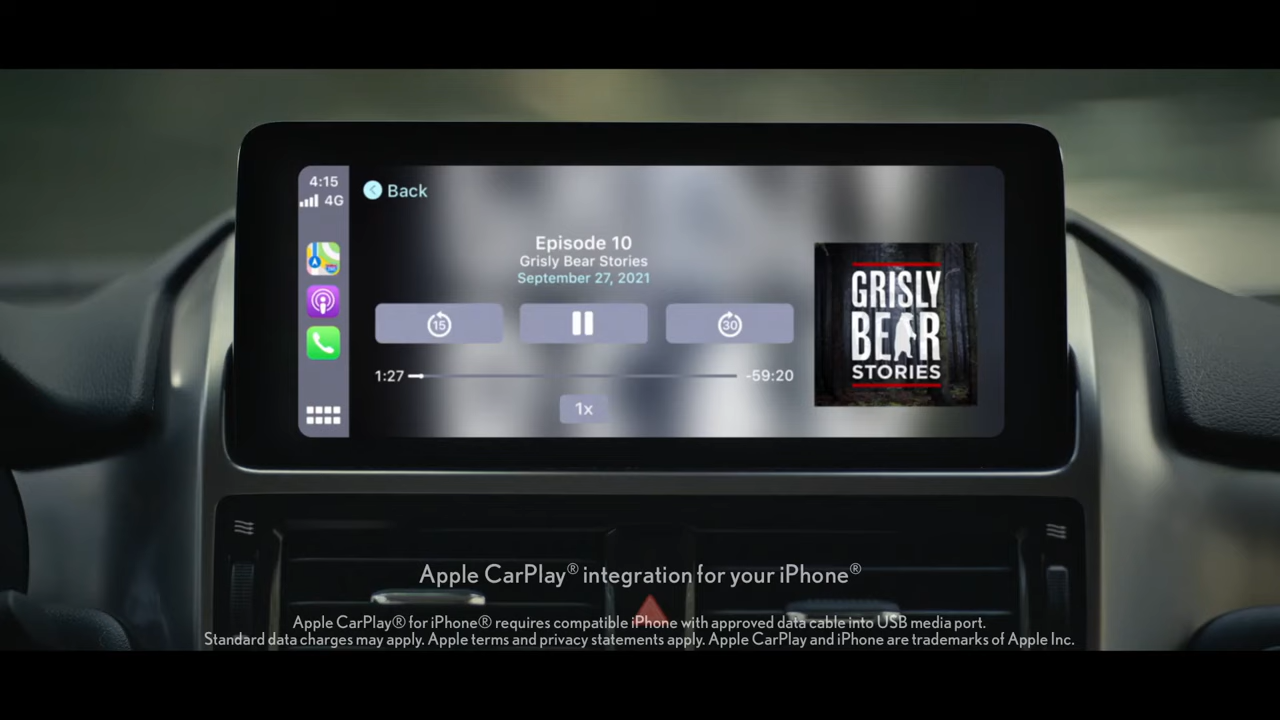 4:15
4G
Back
Episode 10
Grisly Bear Stories
September 27, 2021
15
30
1:27
-59:20
1x
GRISLY
BEAR
STORIES
Apple CarPlay® integration for your iPhone®
Apple CarPlay® for iPhone® requires compatible iPhone with approved data cable into USB media port.
Standard data charges may apply. Apple terms and privacy statements apply. Apple CarPlay and iPhone are trademarks of Apple Inc.